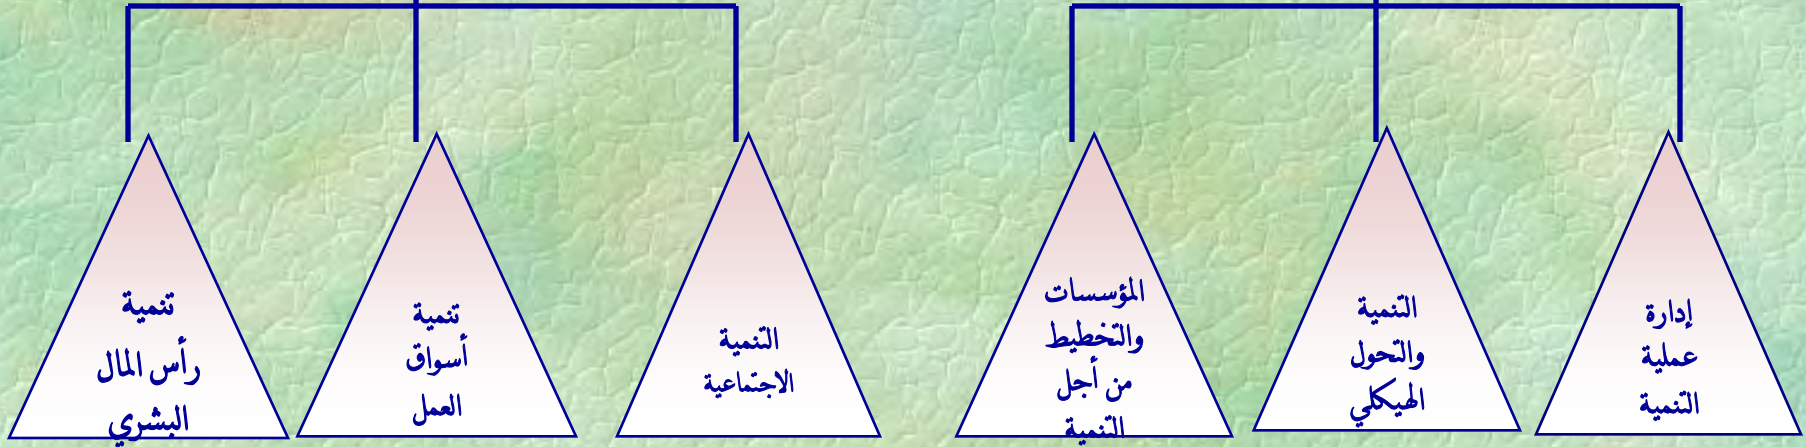 إدارة
عملية
التنمية
التنمية
والتحول
الهيكلي
المؤسسات
والتخطيط
من أجل
التنمية
التنمية
الاجتماعية
تنمية
أسواق
العمل
تنمية
رأس المال
البشري